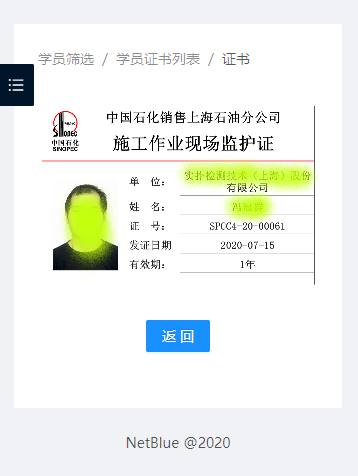 学员筛选 / 学员证书列表 / 证书
中国石化销售上海石油分公司
施工作业现场监护证
中国石化
SINOPEC
单 位: 实朴检测技术(上海)股份
有限公司
姓 名:
证 号: SPCC4-20-00061
发证日期 2020-07-15
有效期: 1年
返 回
NetBlue @2020